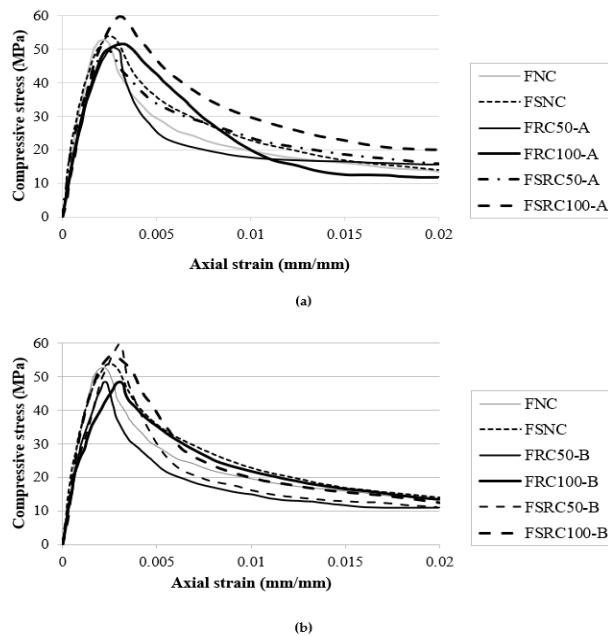 60
50
40
30
20
10
0
Compressive stress (MPa)
0
0.005
0.01
0.015
0.02
Axial strain (mm/mm)
FNC
FSNC
FRC50-A
FRC100-A
FSRC50-A
FSRC100-A
(a)
60
50
40
30
20
10
0
Compressive stress (MPa)
0
0.005
0.01
0.015
0.02
Axial strain (mm/mm)
FNC
FSNC
FRC50-B
FRC100-B
FSRC50-B
FSRC100-B
(b)